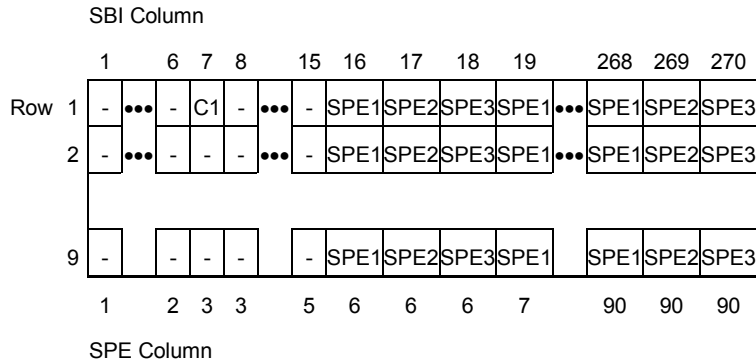 SBI Column
1 6 7 8 15 16 17 18 19 268 269 270
Row 1 - ••• - C1 - ••• - SPE1 SPE2 SPE3 SPE1 ••• SPE1 SPE2 SPE3
2 - ••• - - - ••• - SPE1 SPE2 SPE3 SPE1 ••• SPE1 SPE2 SPE3
9 - - - - - SPE1 SPE2 SPE3 SPE1 SPE1 SPE2 SPE3
1 2 3 3 5 6 6 6 7 90 90 90
SPE Column